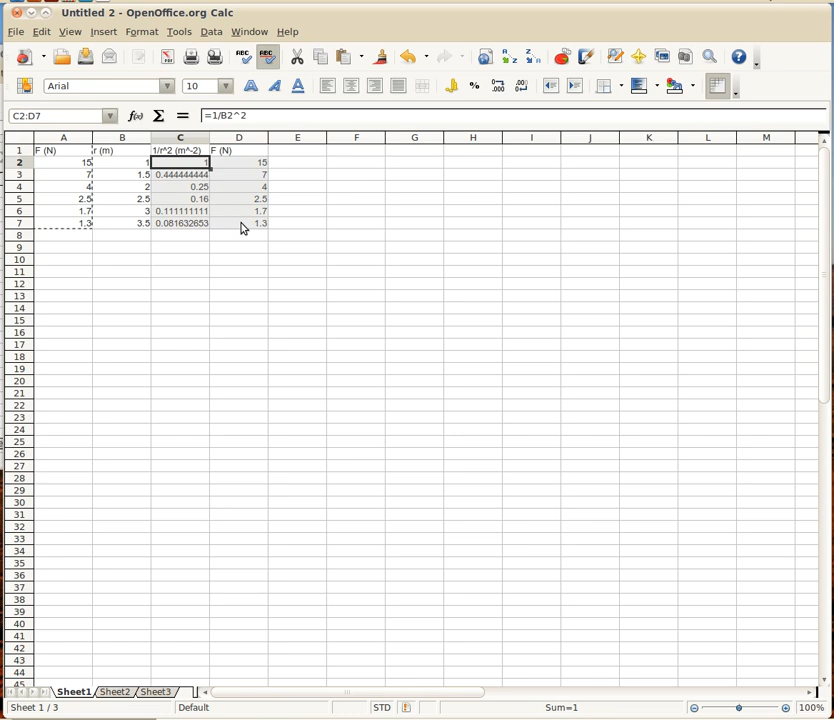 Untitled 2 - OpenOffice.org Calc
File Edit View Insert Format Tools Data Window Help
Arial 10
C2:D7 =1/B2^2
A B C D E F G H I J K L M
1 F (N) r (m) 1/r^2 (m^-2) F (N)
2 15 1 1 15
3 7 1.5 0.444444444 7
4 4 2 0.25 4
5 2.5 2.5 0.16 2.5
6 1.7 3 0.111111111 1.7
7 1.3 3.5 0.081632653 1.3
8
9
10
11
12
13
14
15
16
17
18
19
20
21
22
23
24
25
26
27
28
29
30
31
32
33
34
35
36
37
38
39
40
41
42
43
44
45
Sheet1 Sheet2 Sheet3
Sheet 1 / 3 Default STD Sum=1 100%